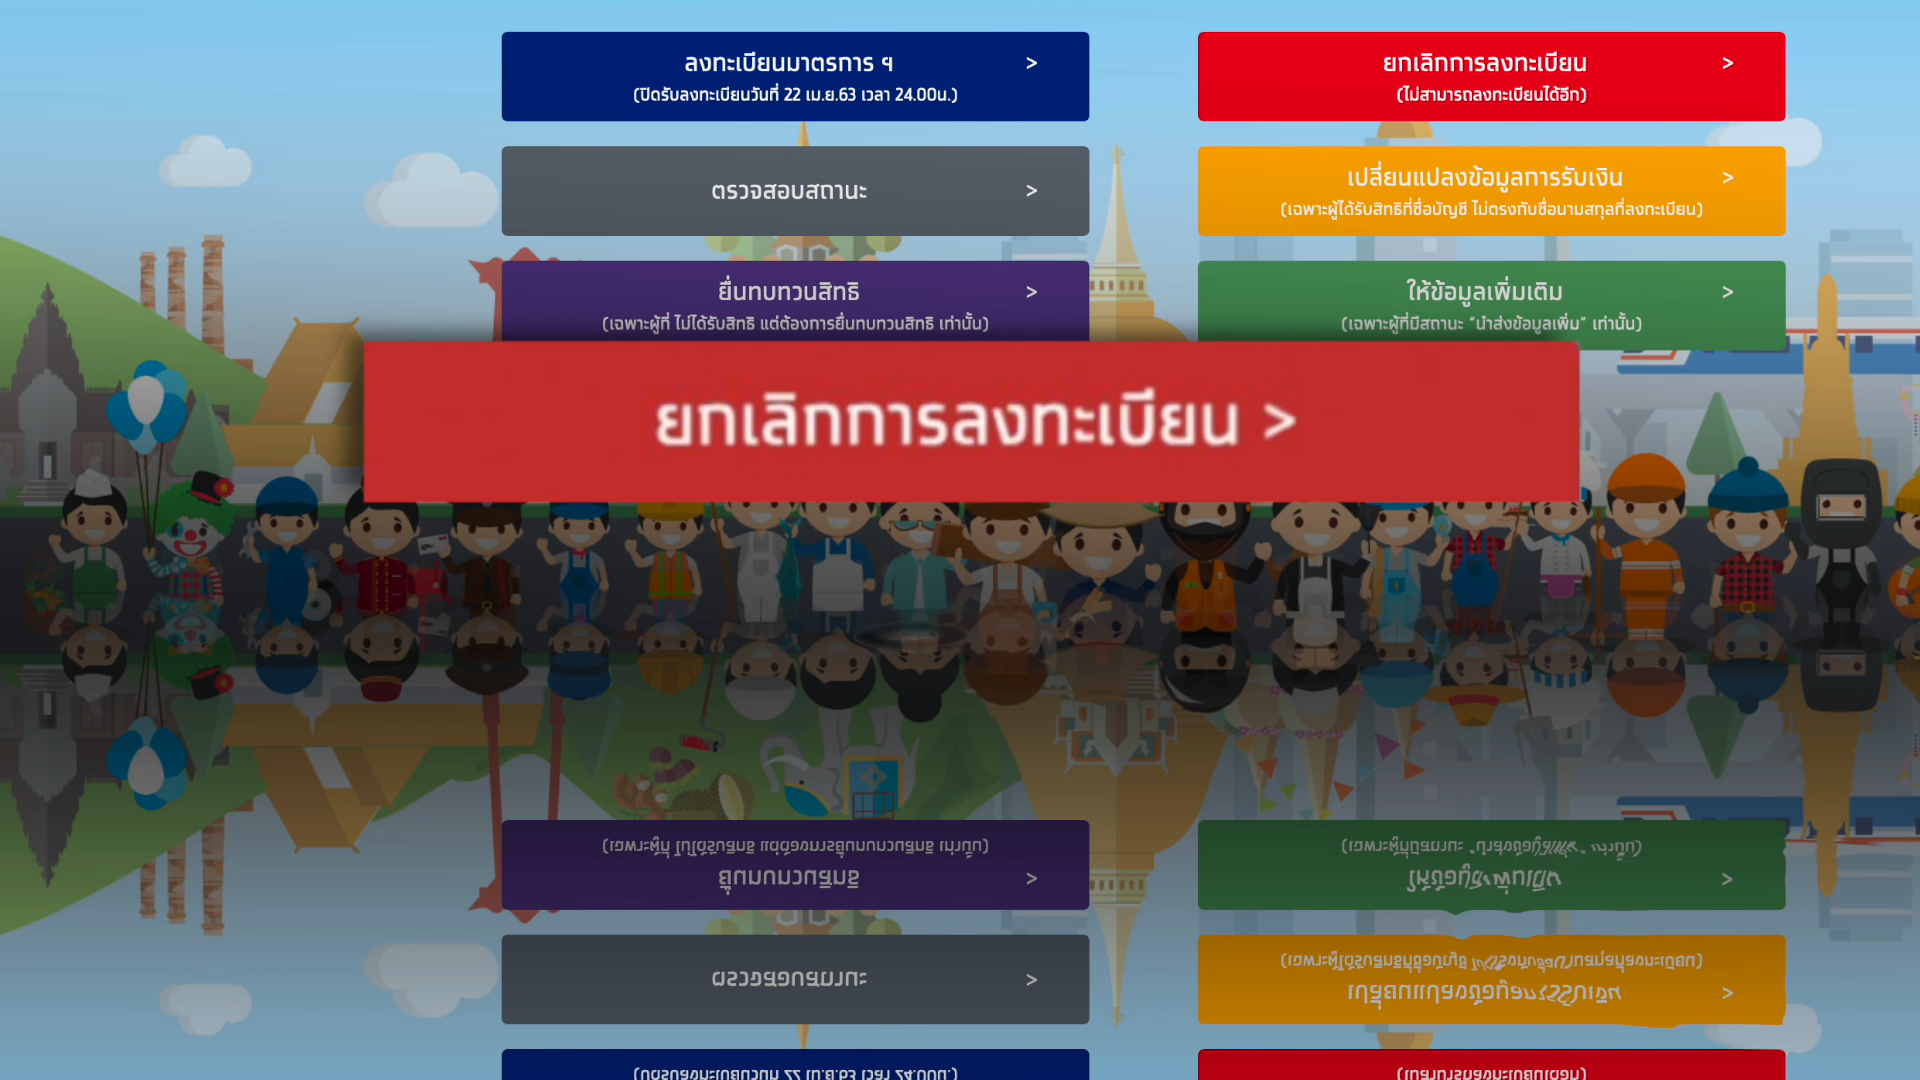 ลงทะเบียนมาตรการ ฯ >
(ปิดรับลงทะเบียนวันที่ 22 เม.ย.63 เวลา 24.00น.)
ยกเลิกการลงทะเบียน >
(ไม่สามารถลงทะเบียนได้อีก)
ตรวจสอบสถานะ >
เปลี่ยนแปลงข้อมูลการรับเงิน >
(เฉพาะผู้ได้รับสิทธิที่ชื่อบัญชี ไม่ตรงกับชื่อนามสกุลที่ลงทะเบียน)
ยื่นทบทวนสิทธิ >
(เฉพาะผู้ที่ ไม่ได้รับสิทธิ แต่ต้องการยื่นทบทวนสิทธิ เท่านั้น)
ให้ข้อมูลเพิ่มเติม >
(เฉพาะผู้ที่มีสถานะ "นำส่งข้อมูลเพิ่ม" เท่านั้น)
ยกเลิกการลงทะเบียน >